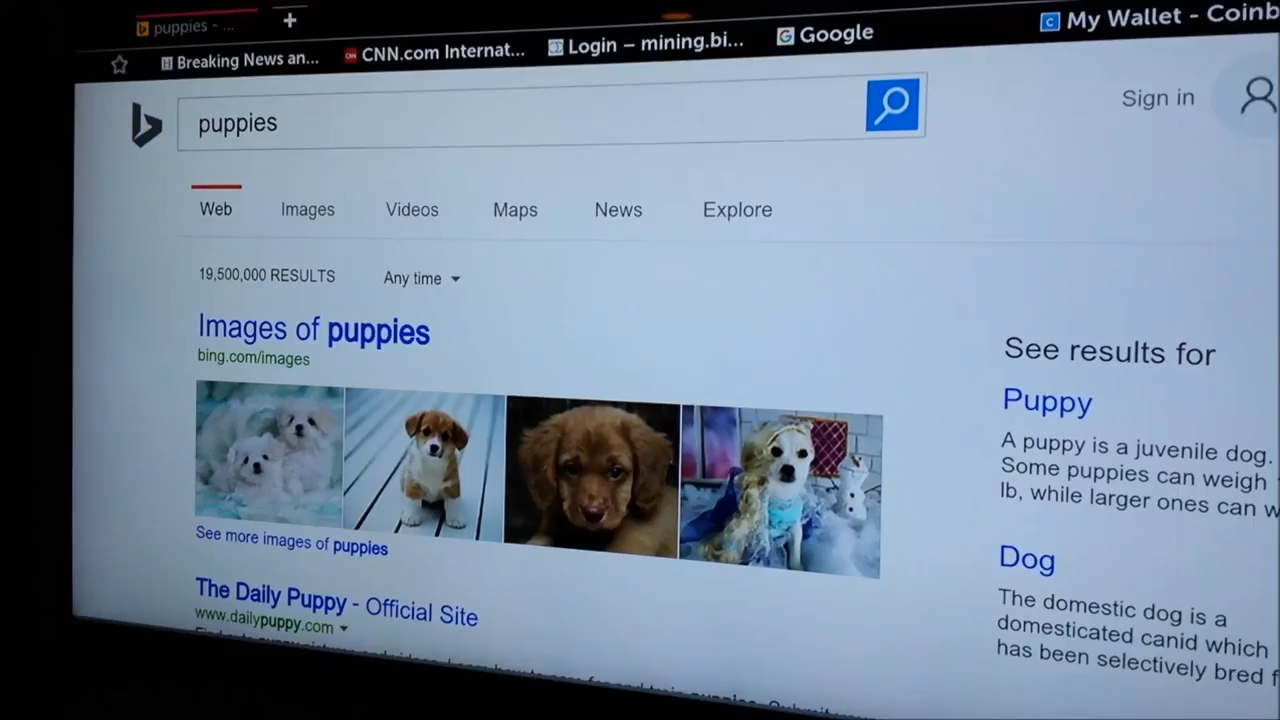 puppies - ...
+
Breaking News an...
CNN.com Internat...
Login – mining.bi...
Google
My Wallet - Coinb
puppies
Sign in
Web
Images
Videos
Maps
News
Explore
19,500,000 RESULTS
Any time
Images of puppies
bing.com/images
See more images of puppies
The Daily Puppy - Official Site
www.dailypuppy.com
See results for
Puppy
A puppy is a juvenile dog.
Some puppies can weigh
lb, while larger ones can w
Dog
The domestic dog is a
domesticated canid which
has been selectively bred f